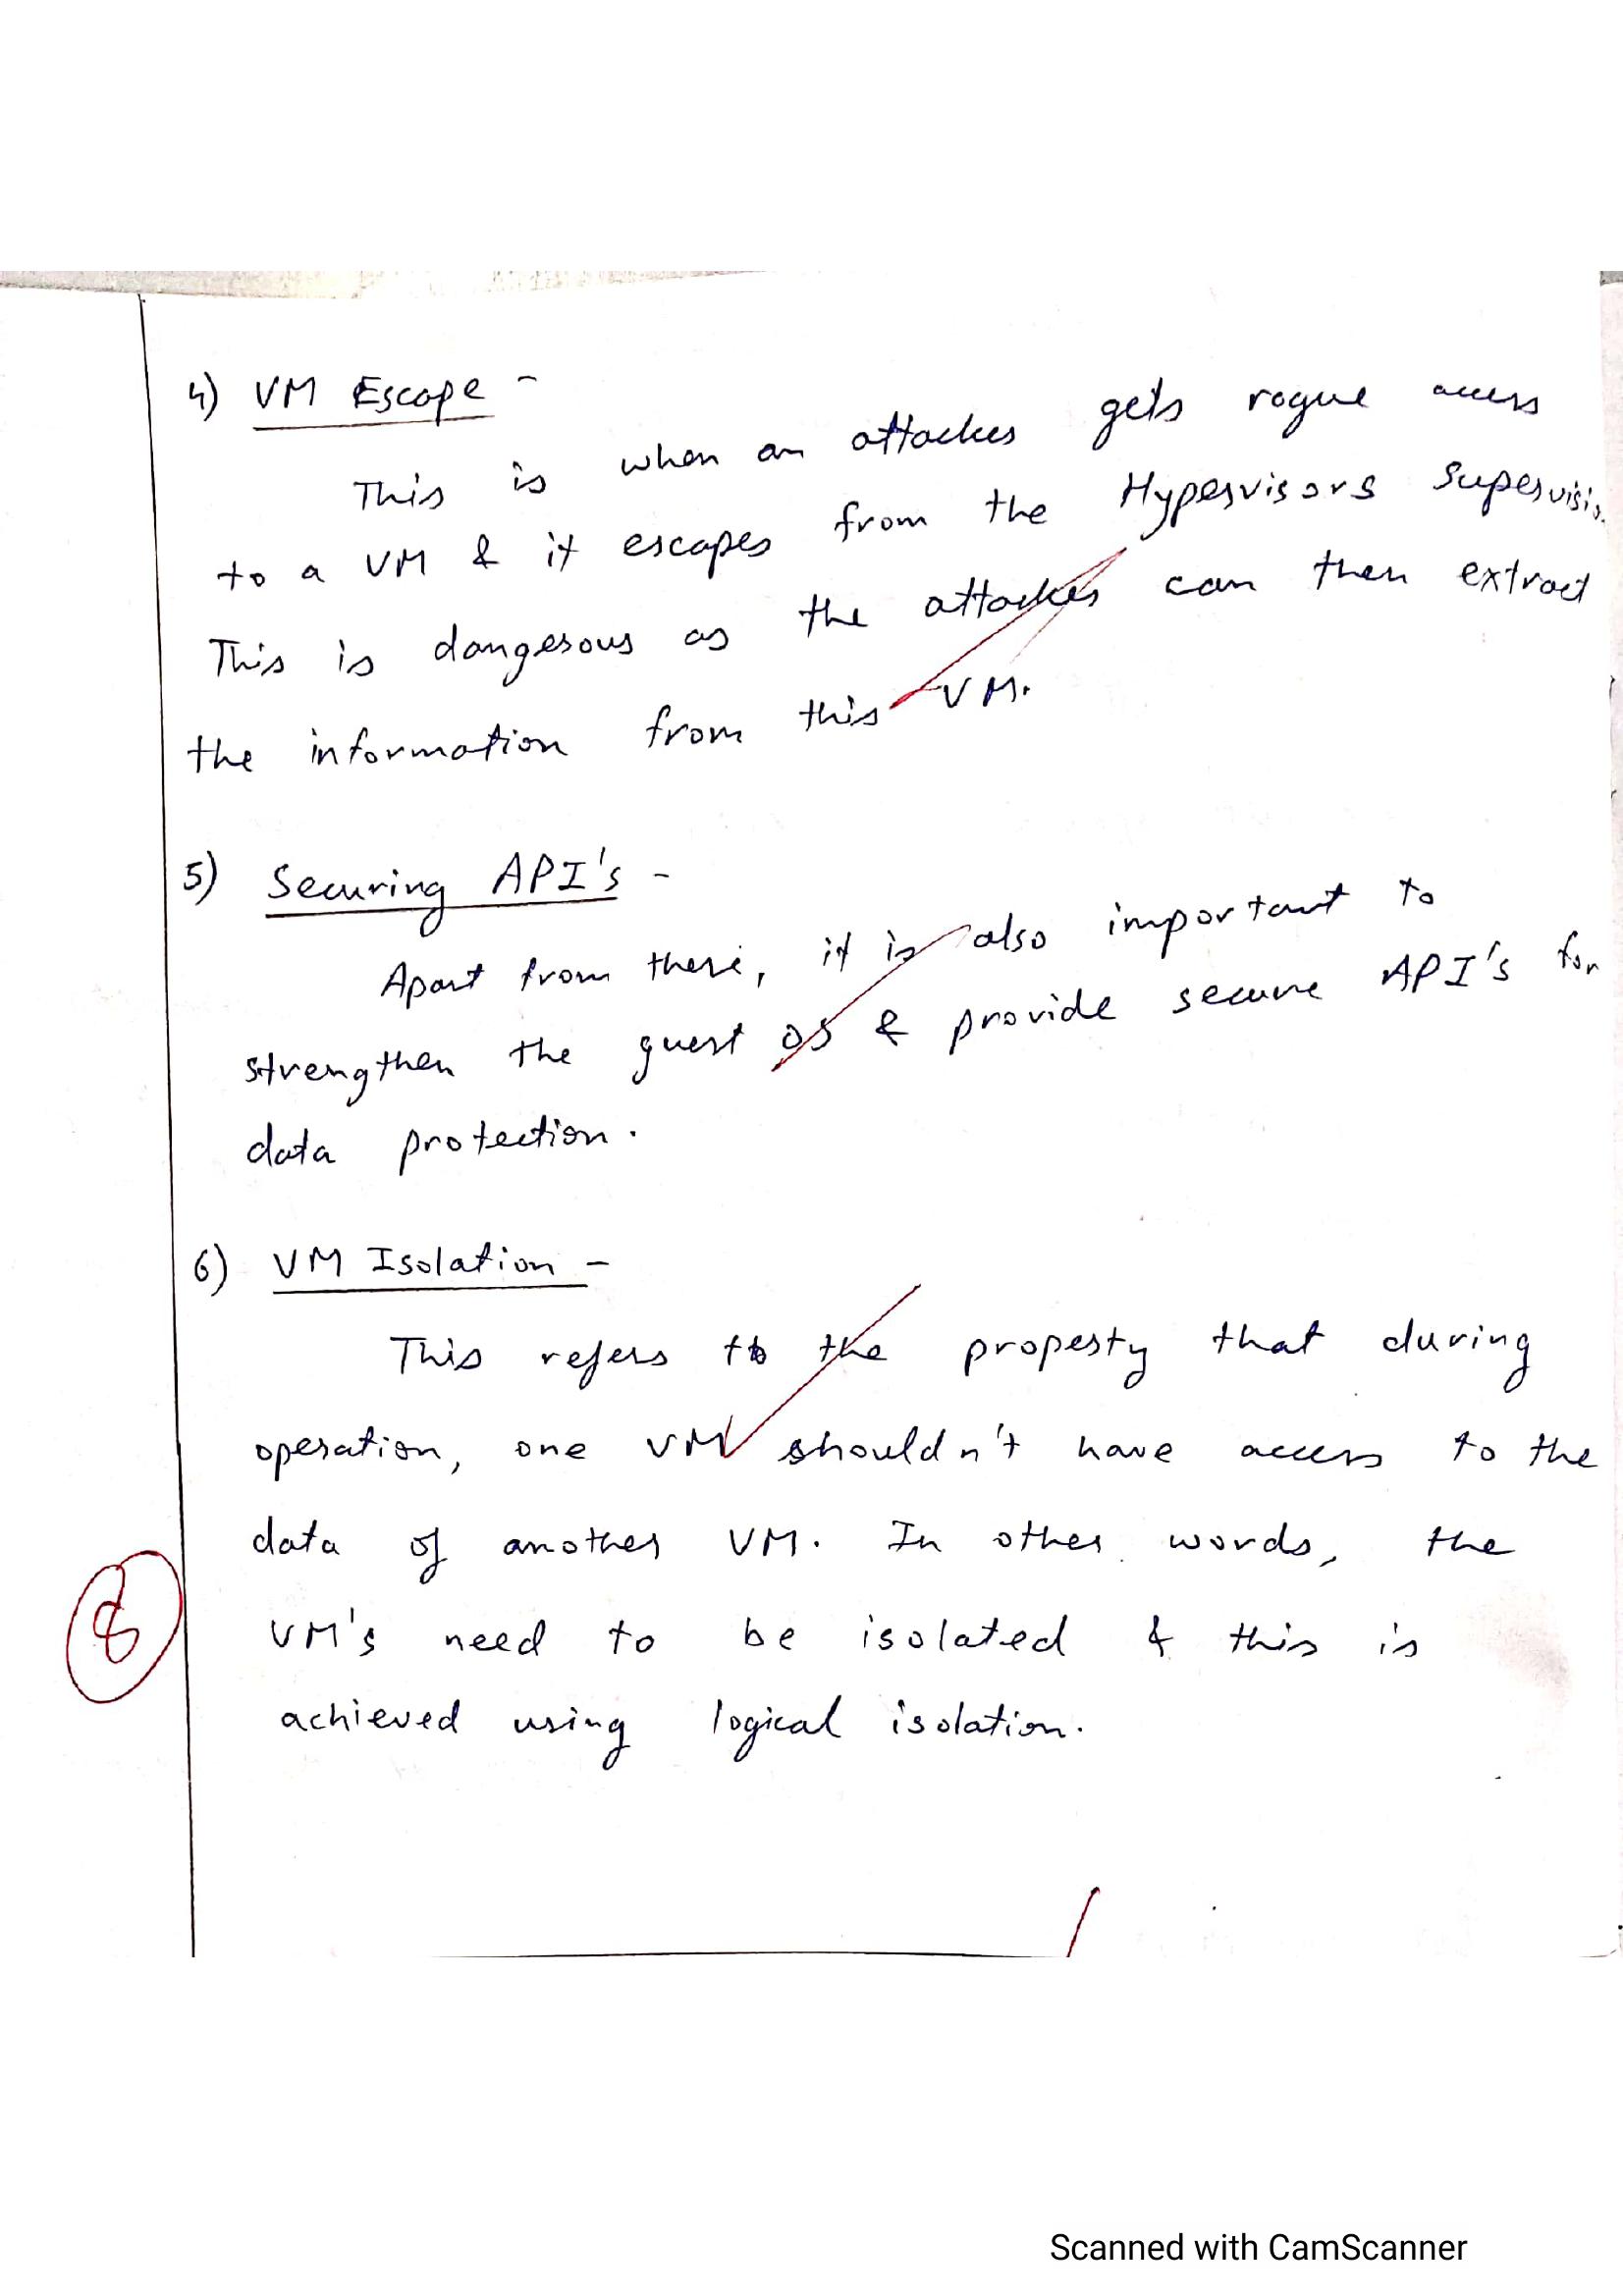 4) VM Escape -
This is when an attacker gets rogue access
to a VM & it escapes from the Hypervisors
This is dangerous as the attacker can then extract
the information from this VM.
5) Securing API's -
Apart from these, it is also important to
strengthen the guest OS & provide secure API's for
data protection.
6) VM Isolation -
This refers to the property that during
operation, one VM shouldn't have access to the
data of another VM. In other words, the
VM's need to be isolated & this is
achieved using logical isolation.
8
Scanned with CamScanner